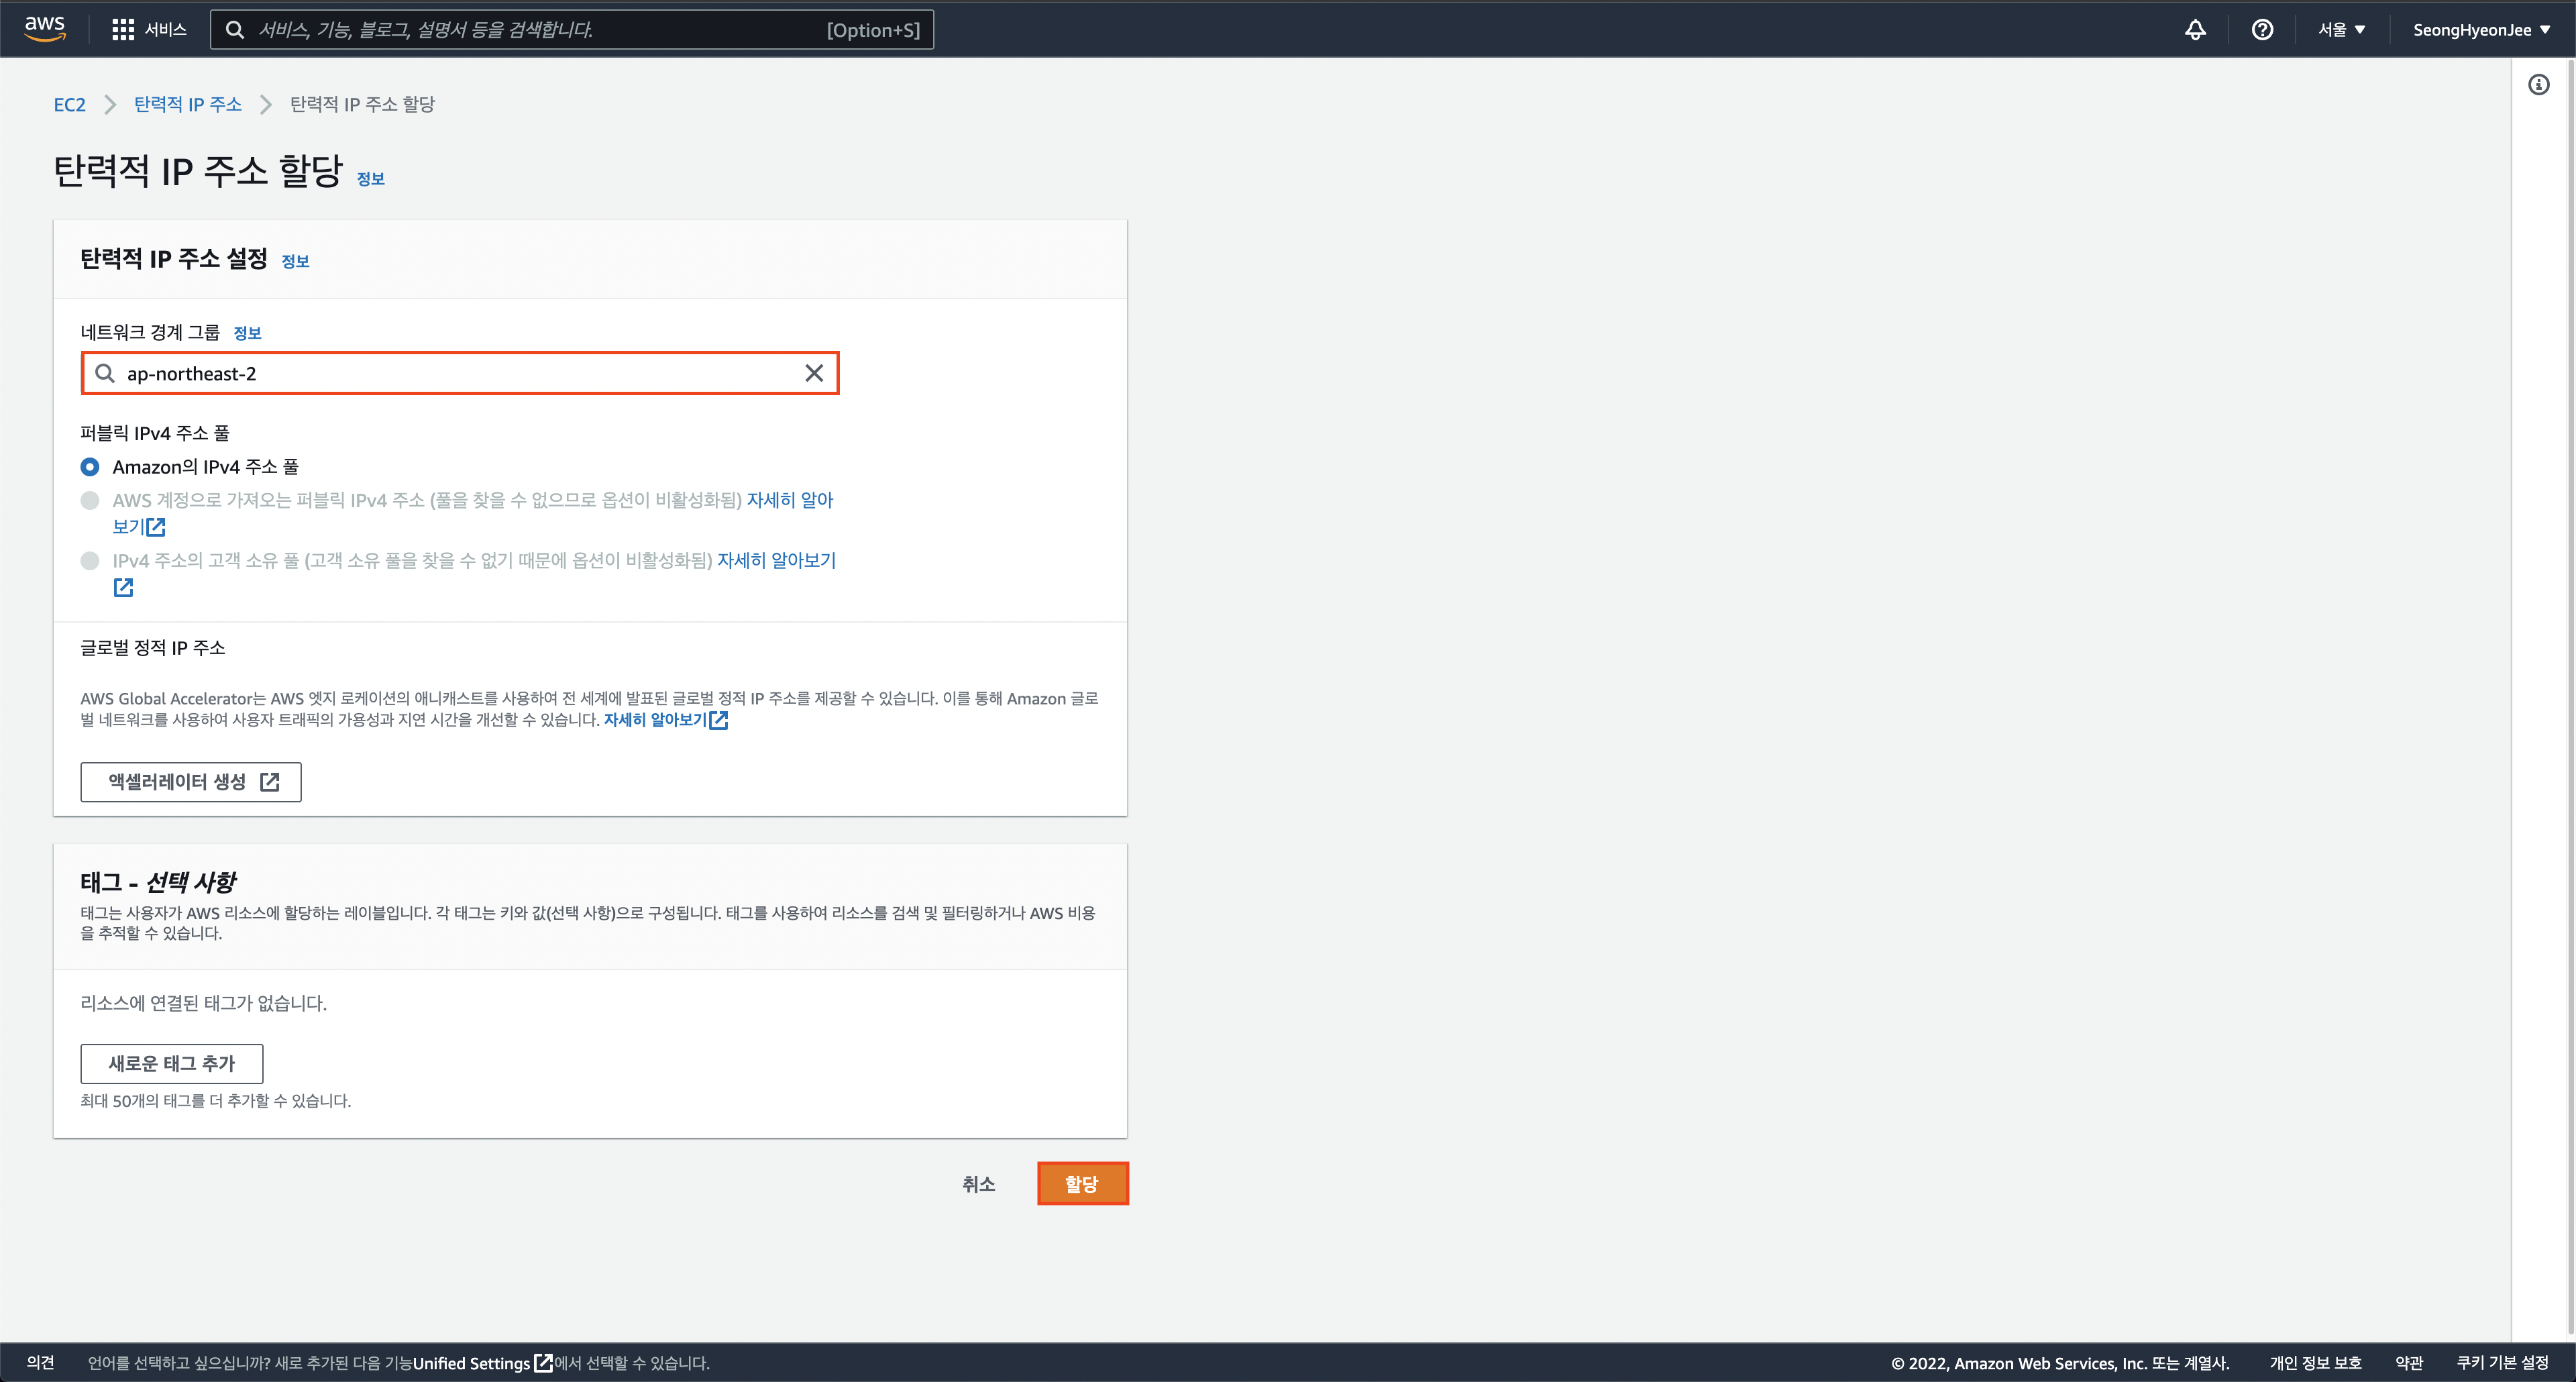 aws
서비스
서비스, 기능, 블로그, 설명서 등을 검색합니다.
[Option+S]
서울
SeongHyeonJee
EC2
탄력적 IP 주소
탄력적 IP 주소 할당
탄력적 IP 주소 할당 정보
탄력적 IP 주소 설정 정보
네트워크 경계 그룹 정보
ap-northeast-2
퍼블릭 IPv4 주소 풀
Amazon의 IPv4 주소 풀
AWS 계정으로 가져오는 퍼블릭 IPv4 주소 (풀을 찾을 수 없으므로 옵션이 비활성화됨) 자세히 알아
보기
IPv4 주소의 고객 소유 풀 (고객 소유 풀을 찾을 수 없기 때문에 옵션이 비활성화됨) 자세히 알아보기
글로벌 정적 IP 주소
AWS Global Accelerator는 AWS 엣지 로케이션의 애니캐스트를 사용하여 전 세계에 발표된 글로벌 정적 IP 주소를 제공할 수 있습니다. 이를 통해 Amazon 글로
벌 네트워크를 사용하여 사용자 트래픽의 가용성과 지연 시간을 개선할 수 있습니다. 자세히 알아보기
액셀러레이터 생성
태그 - 선택 사항
태그는 사용자가 AWS 리소스에 할당하는 레이블입니다. 각 태그는 키와 값(선택 사항)으로 구성됩니다. 태그를 사용하여 리소스를 검색 및 필터링하거나 AWS 비용
을 추적할 수 있습니다.
리소스에 연결된 태그가 없습니다.
새로운 태그 추가
최대 50개의 태그를 더 추가할 수 있습니다.
취소
할당
의견
언어를 선택하고 싶으십니까? 새로 추가된 다음 기능Unified Settings에서 선택할 수 있습니다.
© 2022, Amazon Web Services, Inc. 또는 계열사.
개인 정보 보호
약관
쿠키 기본 설정